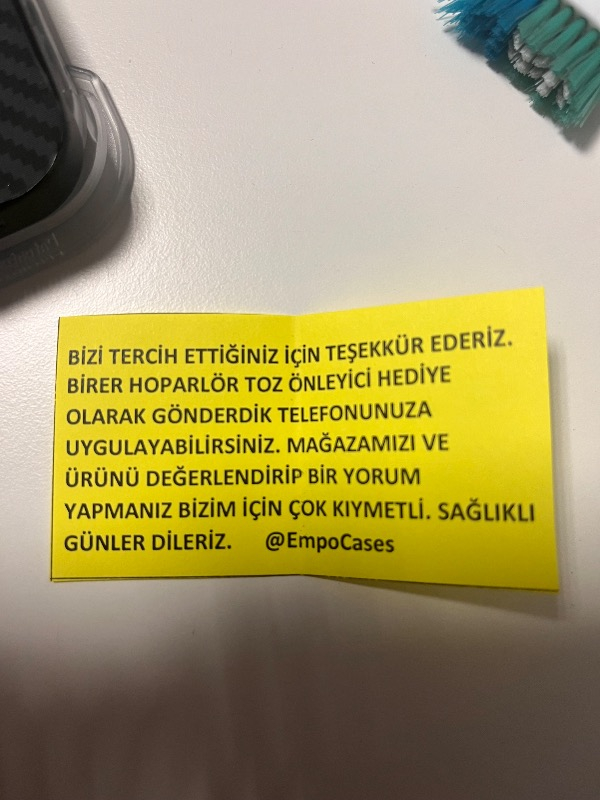 BİZİ TERCİH ETTİĞİNİZ İÇİN TEŞEKKÜR EDERİZ.
BİRER HOPARLÖR TOZ ÖNLEYİCİ HEDİYE
OLARAK GÖNDERDİK TELEFONUNUZA
UYGULAYABİLİRSİNİZ. MAĞAZAMIZI VE
ÜRÜNÜ DEĞERLENDİRİP BİR YORUM
YAPMANIZ BİZİM İÇİN ÇOK KIYMETLİ. SAĞLIKLI
GÜNLER DİLERİZ. @EmpoCases